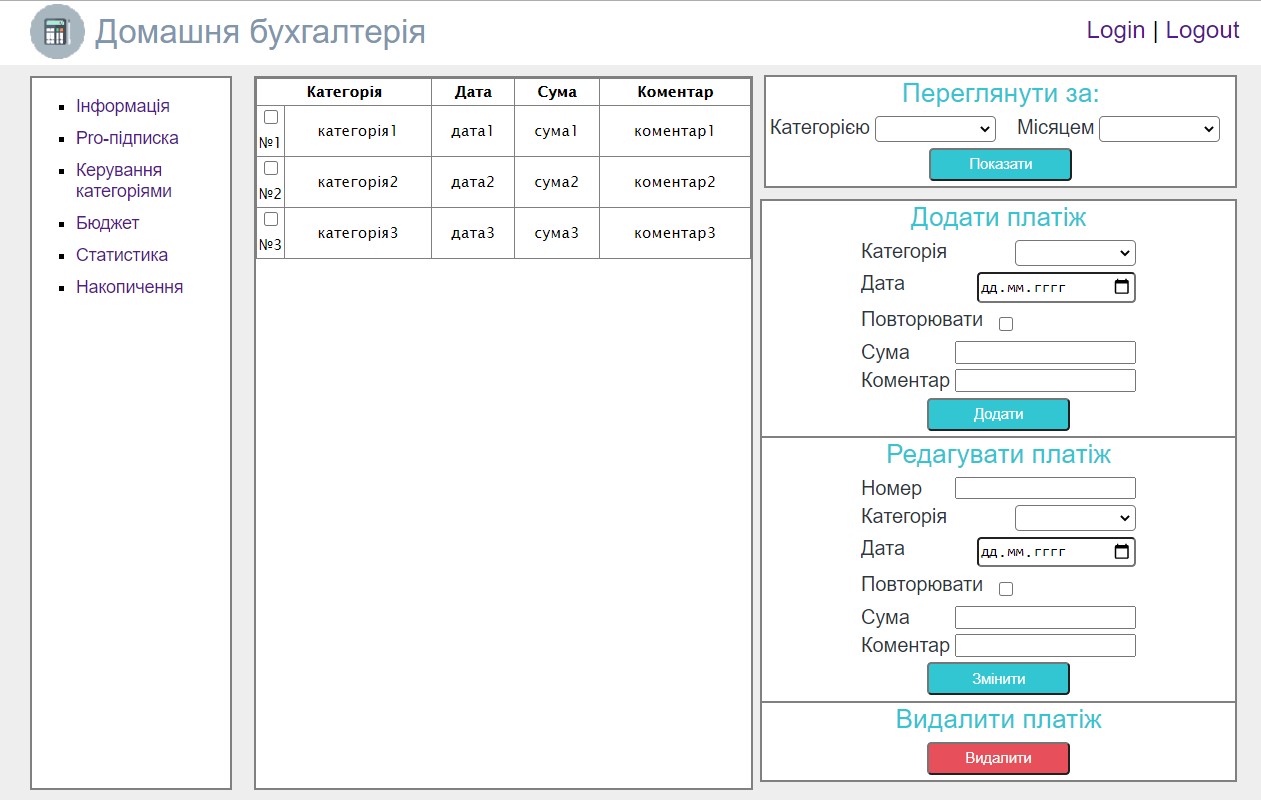 Домашня бухгалтерія
Login | Logout
Інформація
Pro-підписка
Керування
категоріями
Бюджет
Статистика
Накопичення
Категорія Дата Сума Коментар
№1 категорія1 дата1 сума1 коментар1
№2 категорія2 дата2 сума2 коментар2
№3 категорія3 дата3 сума3 коментар3
Переглянути за:
Категорією Місяцем
Показати
Додати платіж
Категорія
Дата дд.мм.гггг
Повторювати
Сума
Коментар
Додати
Редагувати платіж
Номер
Категорія
Дата дд.мм.гггг
Повторювати
Сума
Коментар
Змінити
Видалити платіж
Видалити